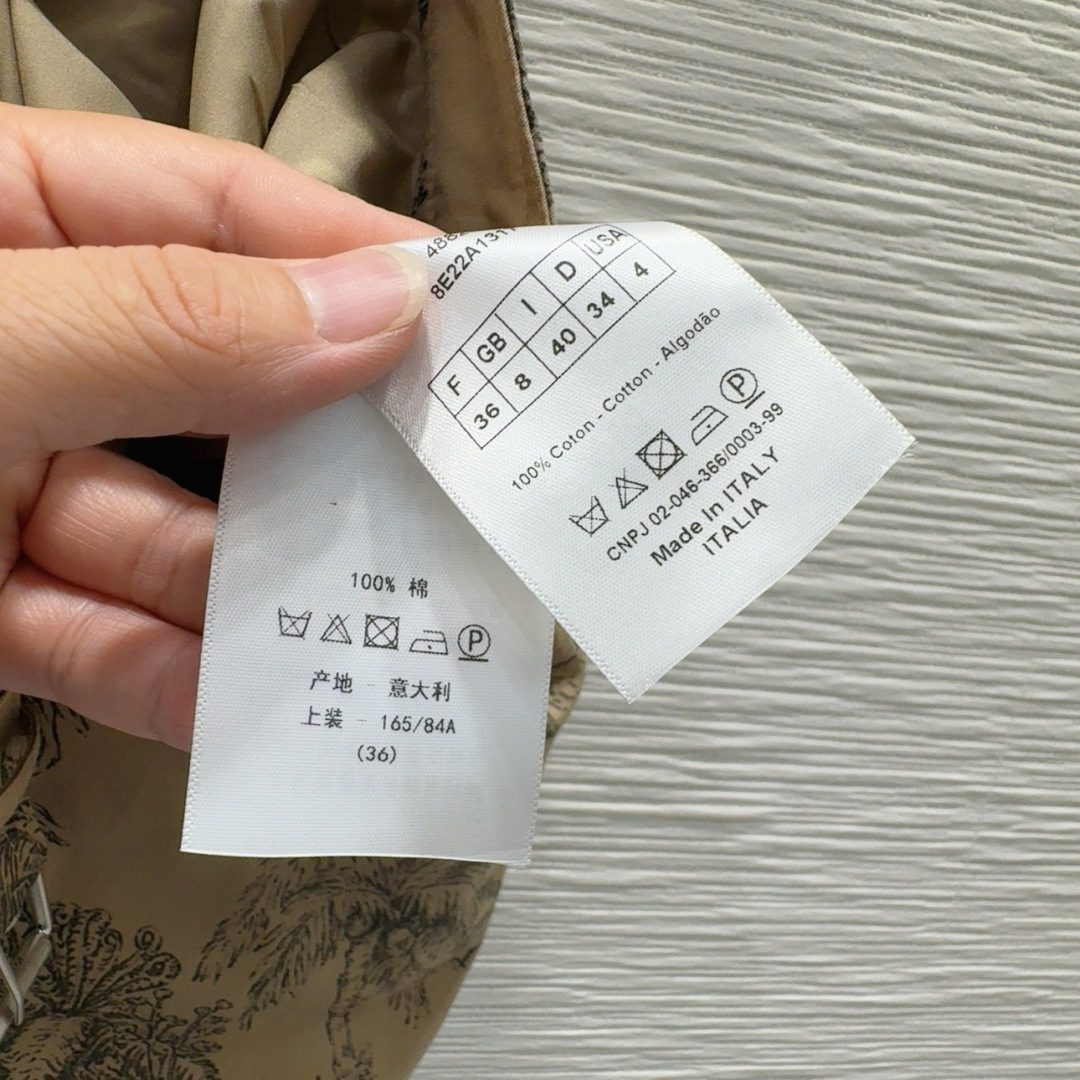 8E22A131
F GB I D USA
36 8 40 34 4
100% Coton - Cotton - Algodão
P
CNPJ 02-046-366/0003-99
Made In ITALY
ITALIA
100% 棉
P
产地 - 意大利
上装 - 165/84A
(36)